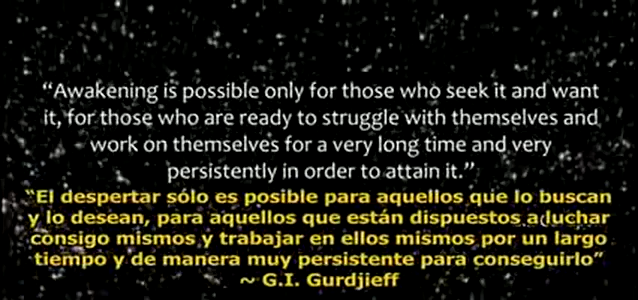 “Awakening is possible only for those who seek it and want
it, for those who are ready to struggle with themselves and
work on themselves for a very long time and very
persistently in order to attain it.”
“El despertar sólo es posible para aquellos que lo buscan
y lo desean, para aquellos que están dispuestos a luchar
consigo mismos y trabajar en ellos mismos por un largo
tiempo y de manera muy persistente para conseguirlo”
~ G.I. Gurdjieff